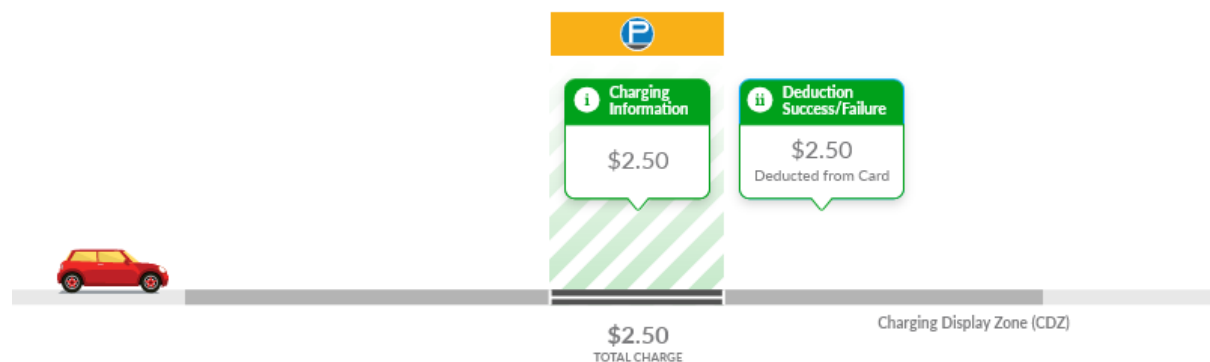 P
i
Charging
Information
$2.50
ii
Deduction
Success/Failure
$2.50
Deducted from Card
Charging Display Zone (CDZ)
$2.50
TOTAL CHARGE